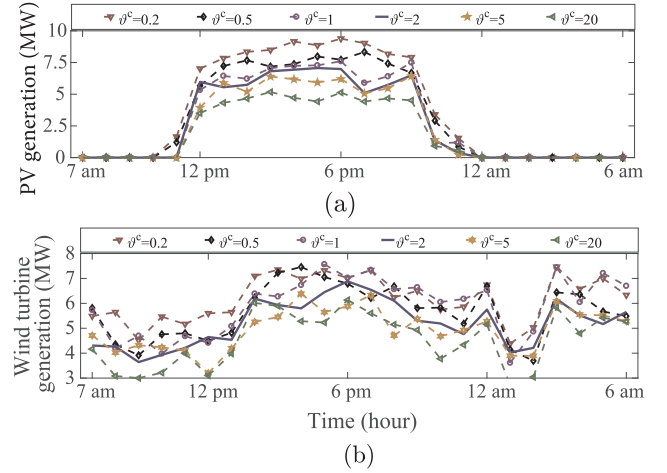 ϑᶜ=0.2 ϑᶜ=0.5 ϑᶜ=1 ϑᶜ=2 ϑᶜ=5 ϑᶜ=20
PV generation (MW)
10
7.5
5
2.5
0
7 am 12 pm 6 pm 12 am 6 am
(a)
ϑᶜ=0.2 ϑᶜ=0.5 ϑᶜ=1 ϑᶜ=2 ϑᶜ=5 ϑᶜ=20
Wind turbine
generation (MW)
8
7
6
5
4
3
7 am 12 pm 6 pm 12 am 6 am
Time (hour)
(b)